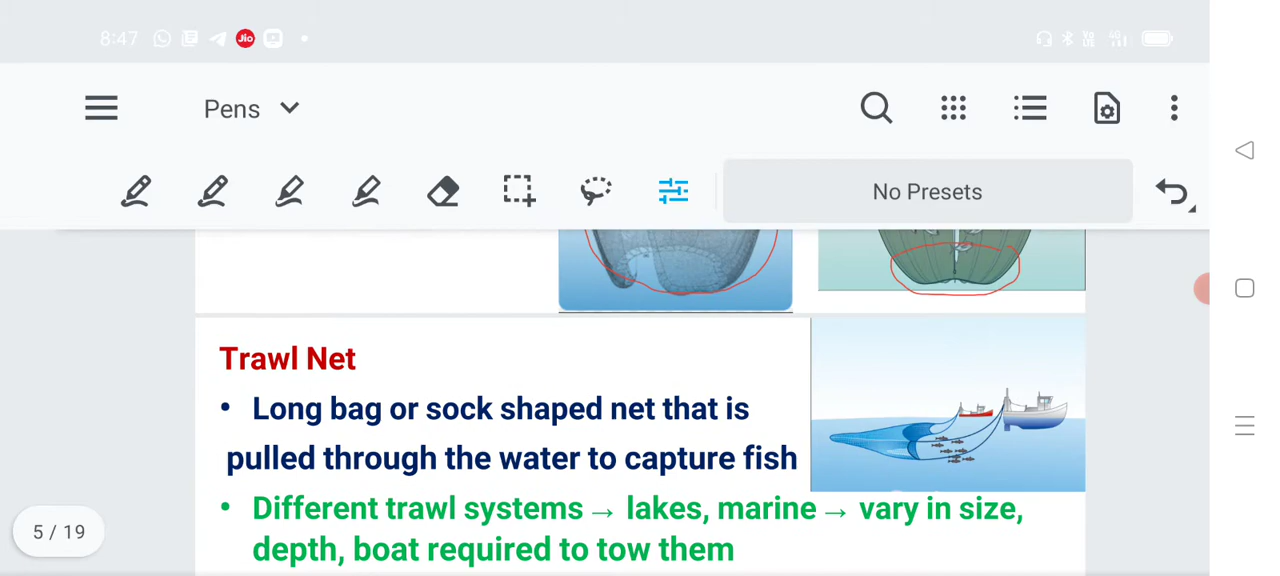 8:47
Jio
Pens
No Presets
Trawl Net
• Long bag or sock shaped net that is
pulled through the water to capture fish
• Different trawl systems → lakes, marine → vary in size,
depth, boat required to tow them
5 / 19